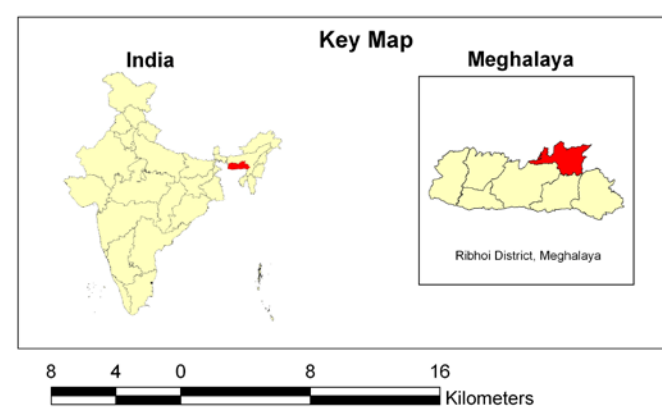 Key Map
India
Meghalaya
Ribhoi District, Meghalaya
8 4 0 8 16
Kilometers